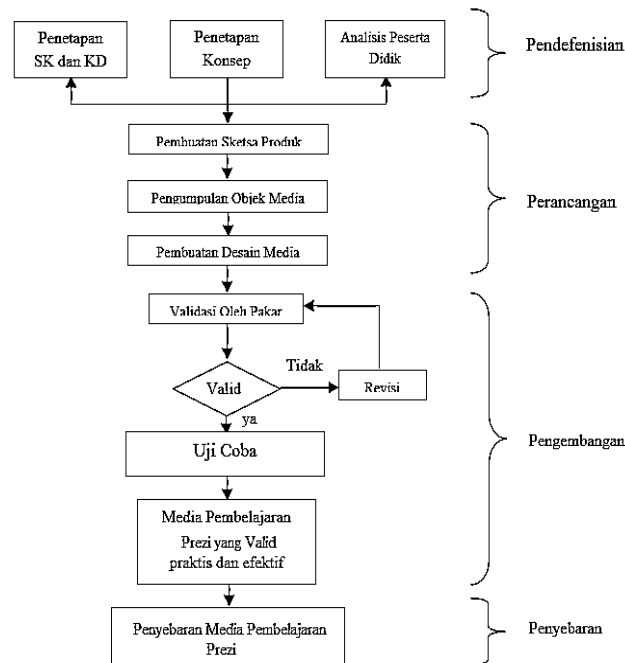 Penetapan
SK dan KD
Penetapan
Konsep
Analisis Peserta
Didik
Pendefenisian
Pembuatan Sketsa Produk
Pengumpulan Objek Media
Pembuatan Desain Media
Perancangan
Validasi Oleh Pakar
Valid
Tidak
Revisi
ya
Uji Coba
Media Pembelajaran
Prezi yang Valid
praktis dan efektif
Pengembangan
Penyebaran Media Pembelajaran
Prezi
Penyebaran